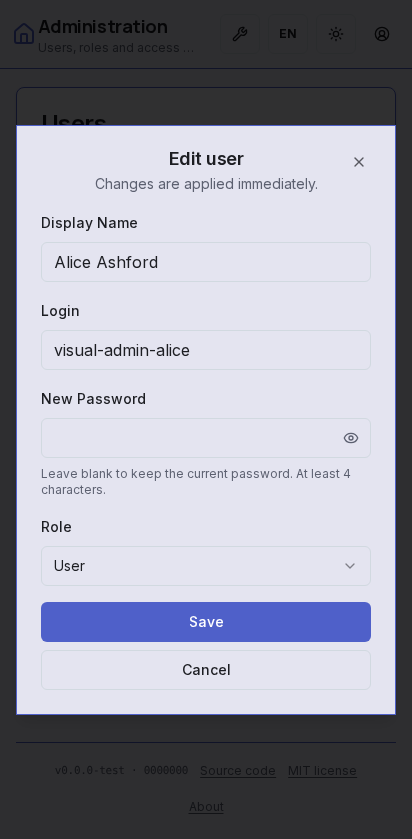 Administration
Users, roles and access ...
EN
Users
Edit user
Changes are applied immediately.
Display Name
Alice Ashford
Login
visual-admin-alice
New Password
Leave blank to keep the current password. At least 4
characters.
Role
User
Save
Cancel
v0.0.0-test · 0000000 Source code MIT license
About